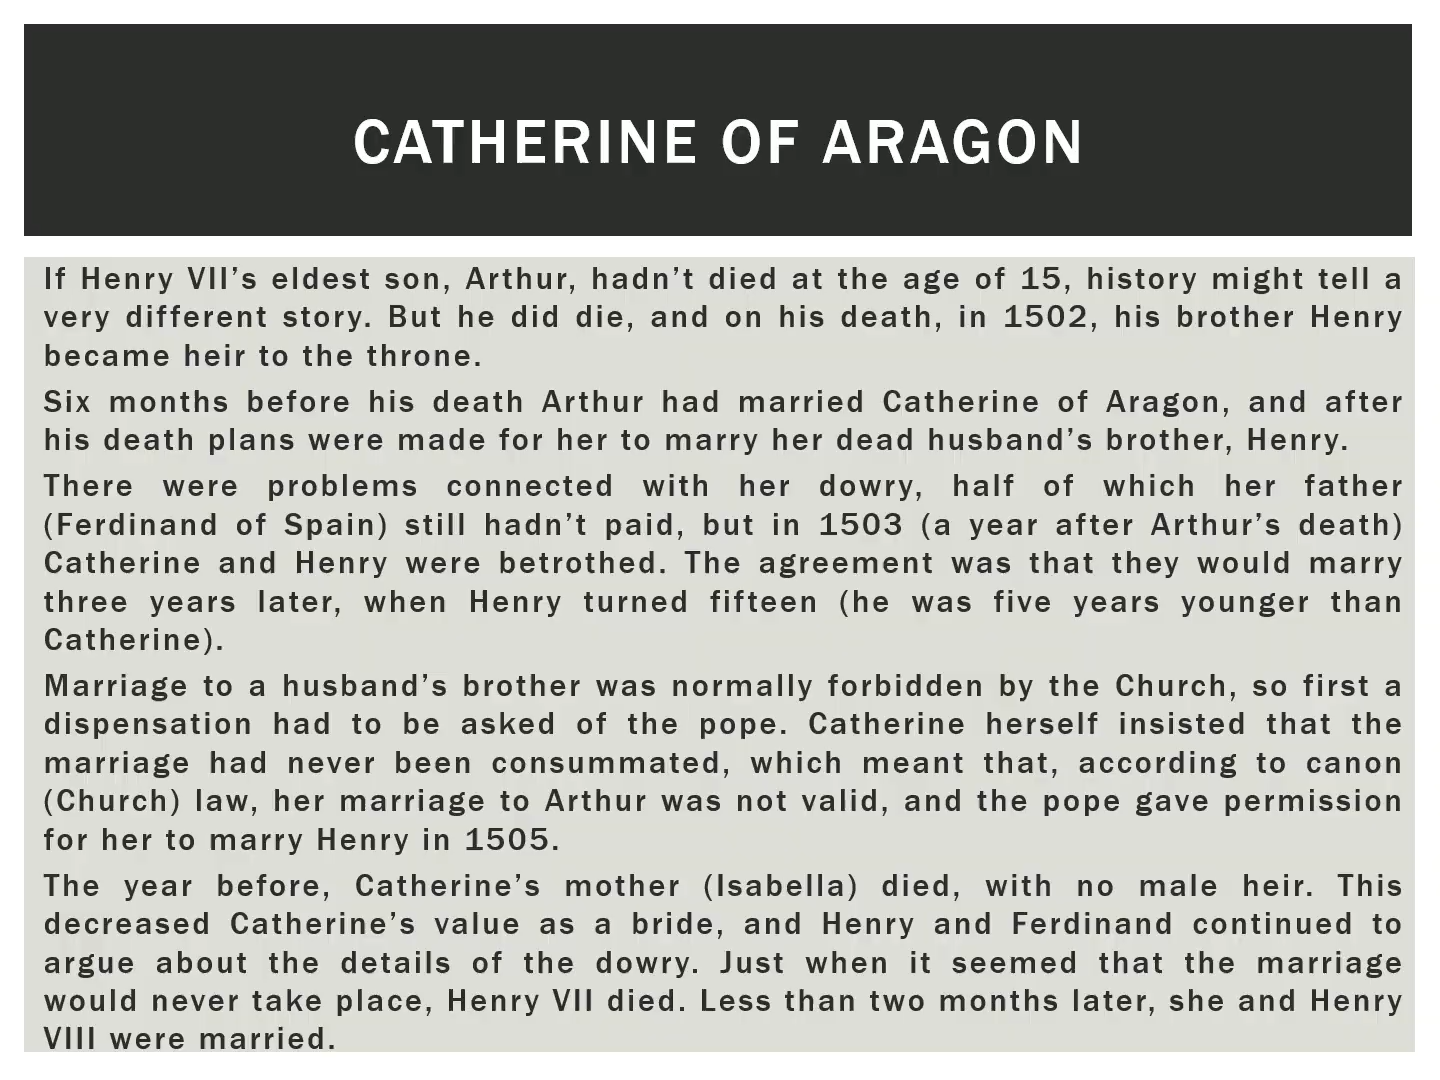 CATHERINE OF ARAGON
If Henry VII’s eldest son, Arthur, hadn’t died at the age of 15, history might tell a
very different story. But he did die, and on his death, in 1502, his brother Henry
became heir to the throne.
Six months before his death Arthur had married Catherine of Aragon, and after
his death plans were made for her to marry her dead husband’s brother, Henry.
There were problems connected with her dowry, half of which her father
(Ferdinand of Spain) still hadn’t paid, but in 1503 (a year after Arthur’s death)
Catherine and Henry were betrothed. The agreement was that they would marry
three years later, when Henry turned fifteen (he was five years younger than
Catherine).
Marriage to a husband’s brother was normally forbidden by the Church, so first a
dispensation had to be asked of the pope. Catherine herself insisted that the
marriage had never been consummated, which meant that, according to canon
(Church) law, her marriage to Arthur was not valid, and the pope gave permission
for her to marry Henry in 1505.
The year before, Catherine’s mother (Isabella) died, with no male heir. This
decreased Catherine’s value as a bride, and Henry and Ferdinand continued to
argue about the details of the dowry. Just when it seemed that the marriage
would never take place, Henry VII died. Less than two months later, she and Henry
VIII were married.